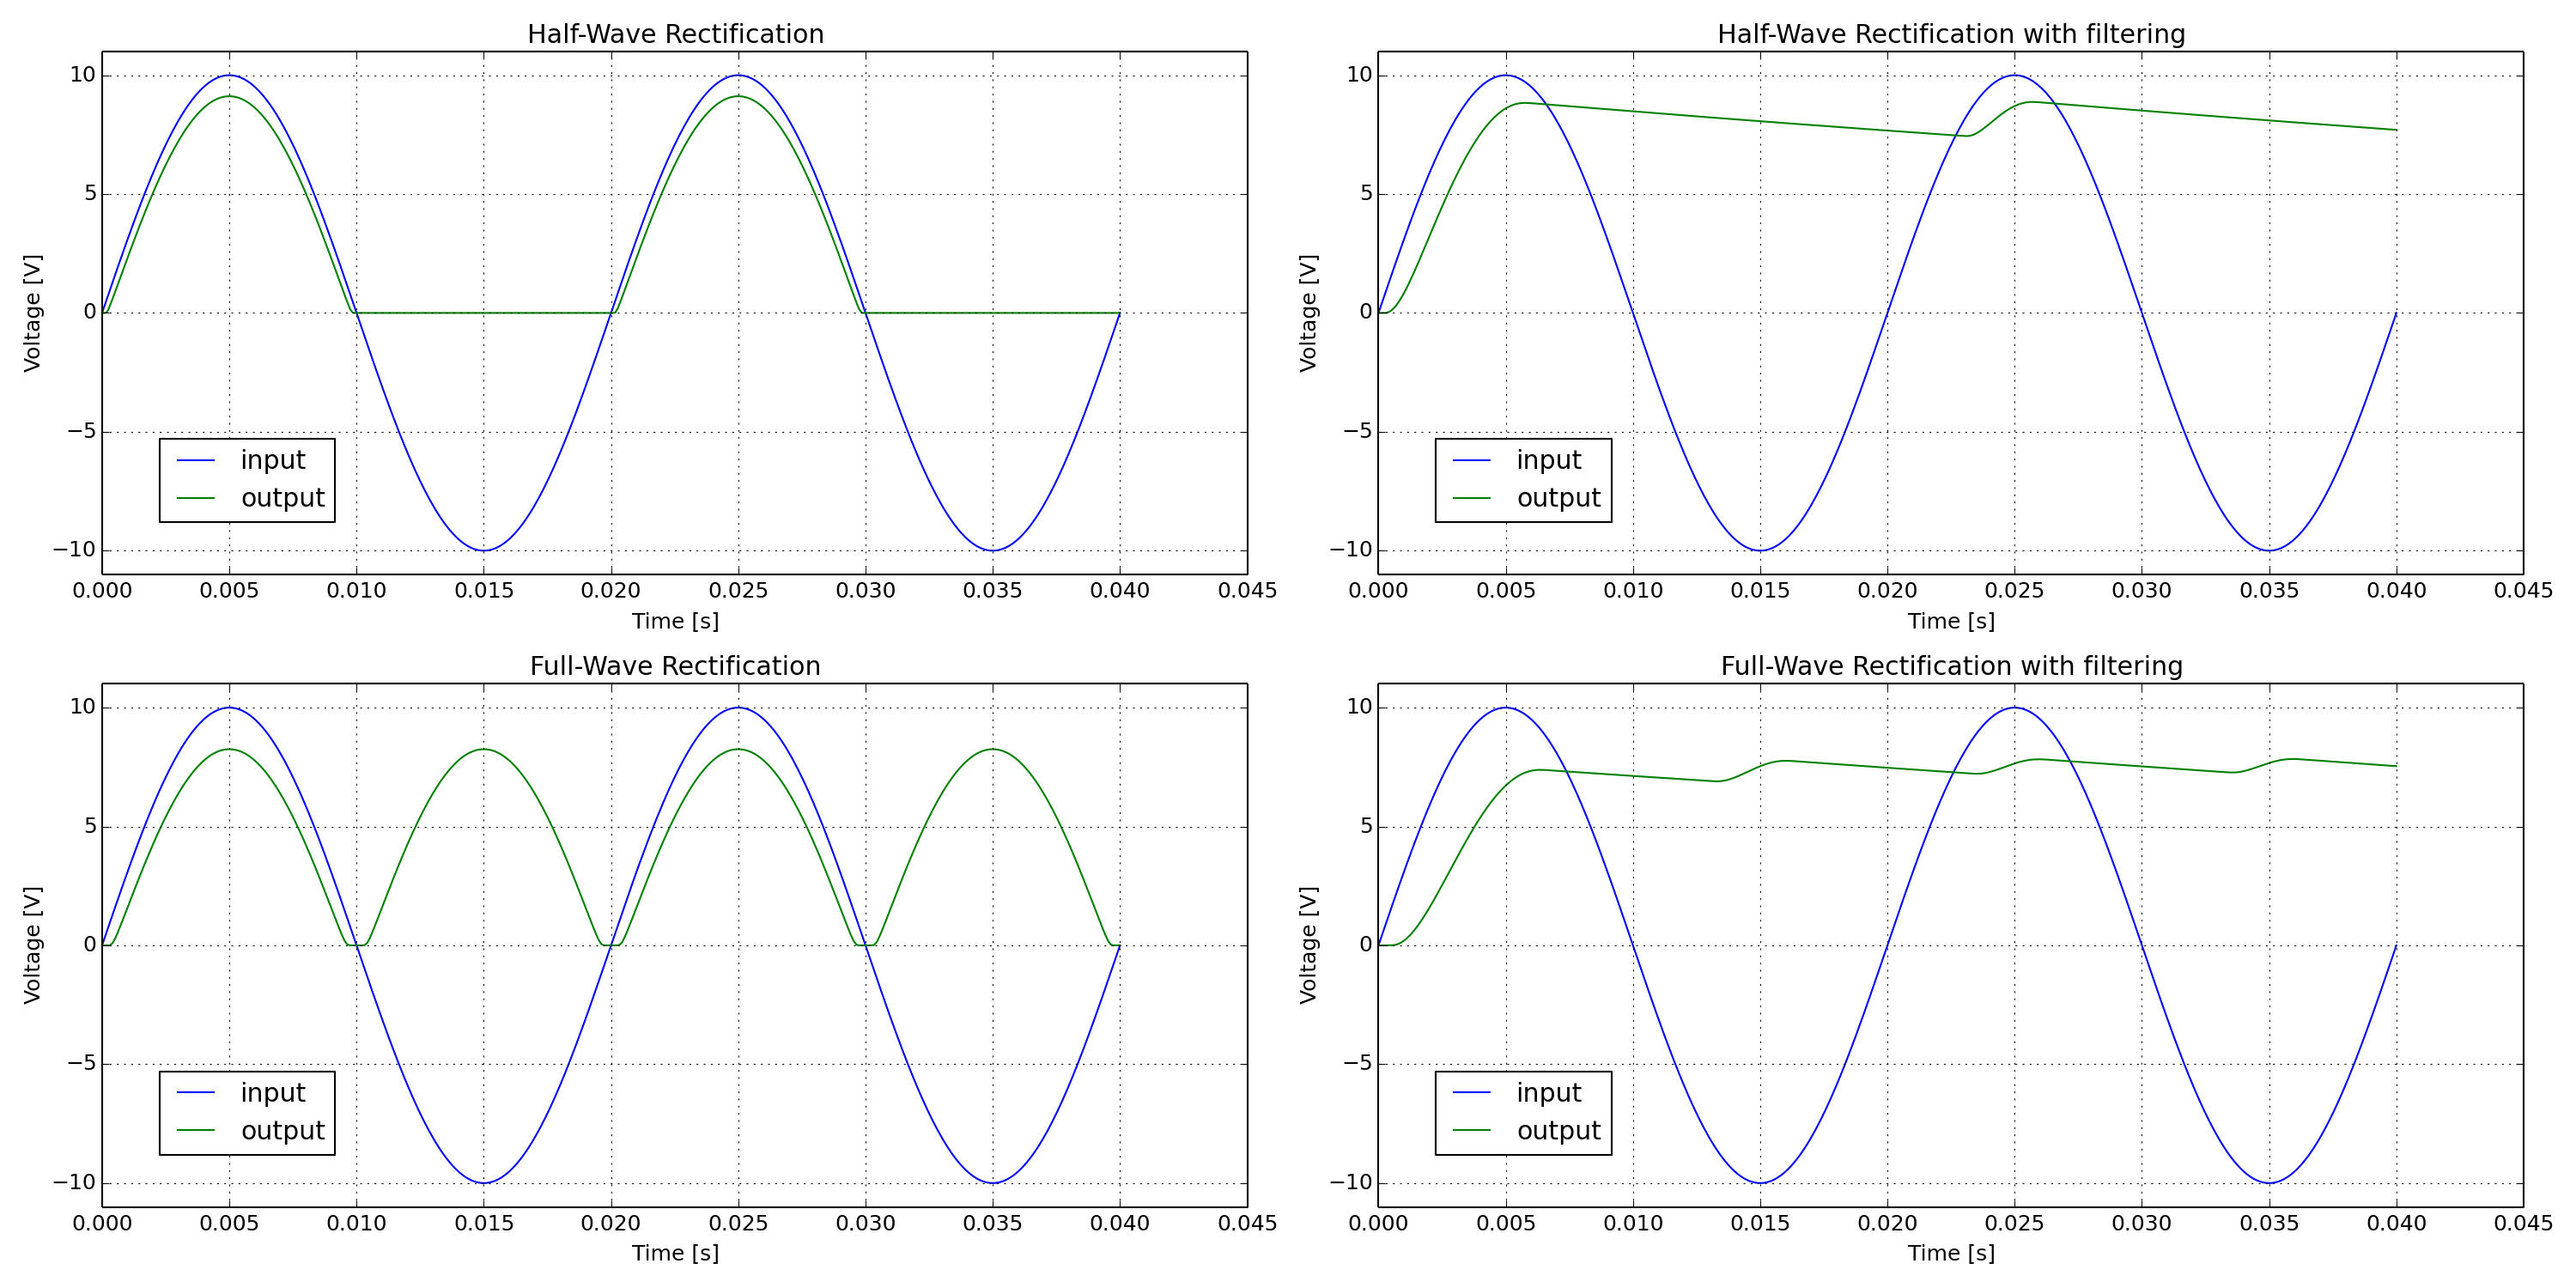 Half-Wave Rectification
10
5
0
−5
−10
Voltage [V]
input
output
0.000 0.005 0.010 0.015 0.020 0.025 0.030 0.035 0.040 0.045
Time [s]
Half-Wave Rectification with filtering
10
5
0
−5
−10
Voltage [V]
input
output
0.000 0.005 0.010 0.015 0.020 0.025 0.030 0.035 0.040 0.045
Time [s]
Full-Wave Rectification
10
5
0
−5
−10
Voltage [V]
input
output
0.000 0.005 0.010 0.015 0.020 0.025 0.030 0.035 0.040 0.045
Time [s]
Full-Wave Rectification with filtering
10
5
0
−5
−10
Voltage [V]
input
output
0.000 0.005 0.010 0.015 0.020 0.025 0.030 0.035 0.040 0.045
Time [s]